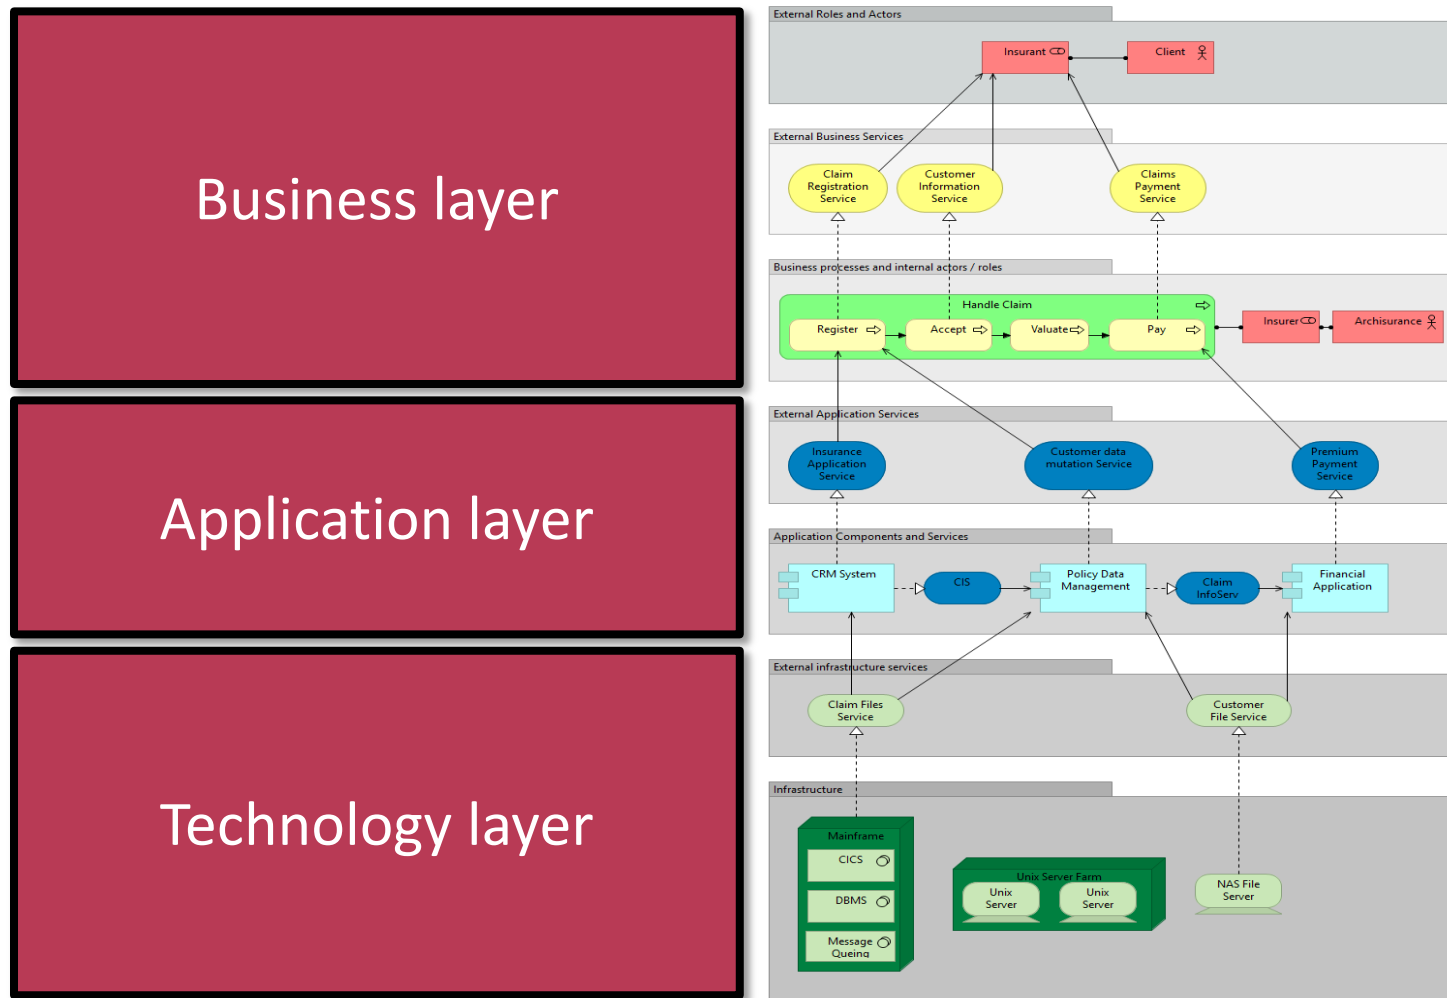 Business layer
Application layer
Technology layer
External Roles and Actors
Insurant
Client
External Business Services
Claim
Registration
Service
Customer
Information
Service
Claims
Payment
Service
Business processes and internal actors / roles
Handle Claim
Register
Accept
Valuate
Pay
Insurer
Archisurance
External Application Services
Insurance
Application
Service
Customer data
mutation Service
Premium
Payment
Service
Application Components and Services
CRM System
CIS
Policy Data
Management
Claim
InfoServ
Financial
Application
External infrastructure services
Claim Files
Service
Customer
File Service
Infrastructure
Mainframe
CICS
DBMS
Message
Queing
Unix Server Farm
Unix
Server
Unix
Server
NAS File
Server